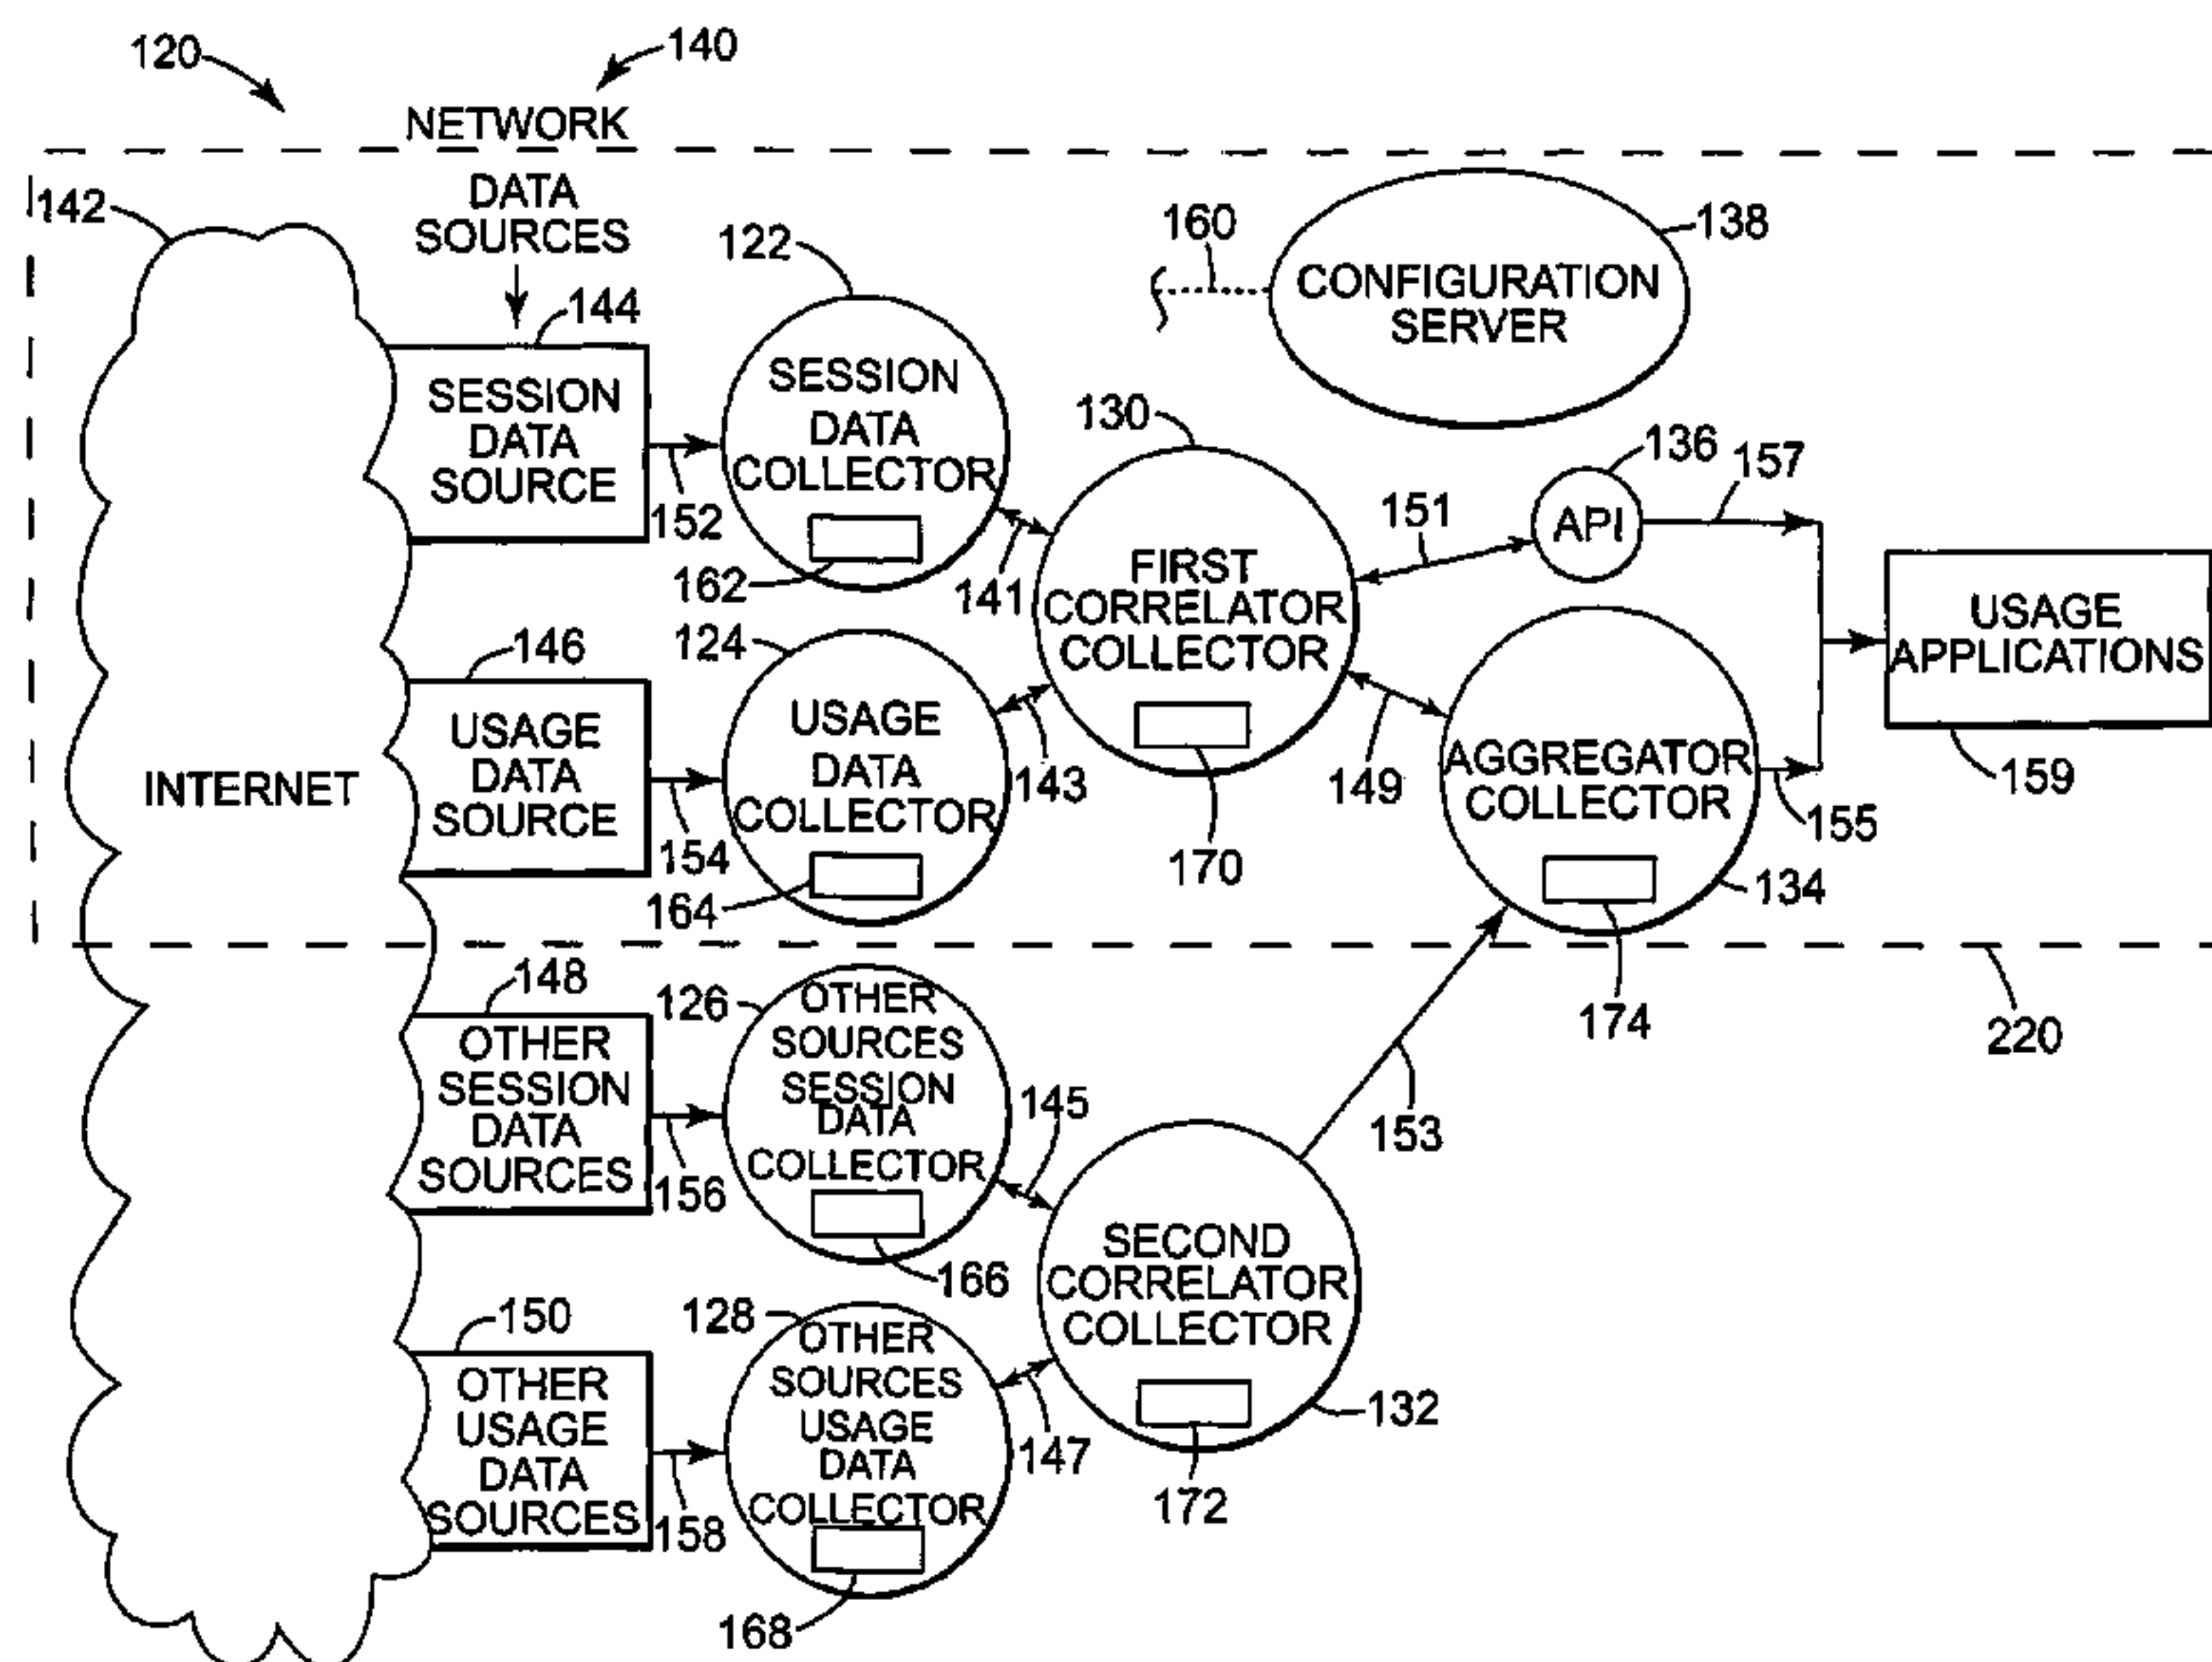 120
140
NETWORK
DATA
SOURCES
142
144
SESSION
DATA
SOURCE
152
122
SESSION
DATA
COLLECTOR
162
141
160
138
CONFIGURATION
SERVER
130
FIRST
CORRELATOR
COLLECTOR
170
151
136
API
157
USAGE
APPLICATIONS
159
INTERNET
146
USAGE
DATA
SOURCE
154
124
USAGE
DATA
COLLECTOR
164
143
149
AGGREGATOR
COLLECTOR
155
134
174
220
148
OTHER
SESSION
DATA
SOURCES
156
126
OTHER
SOURCES
SESSION
DATA
COLLECTOR
166
145
153
SECOND
CORRELATOR
COLLECTOR
132
172
150
OTHER
USAGE
DATA
SOURCES
158
128
OTHER
SOURCES
USAGE
DATA
COLLECTOR
168
147